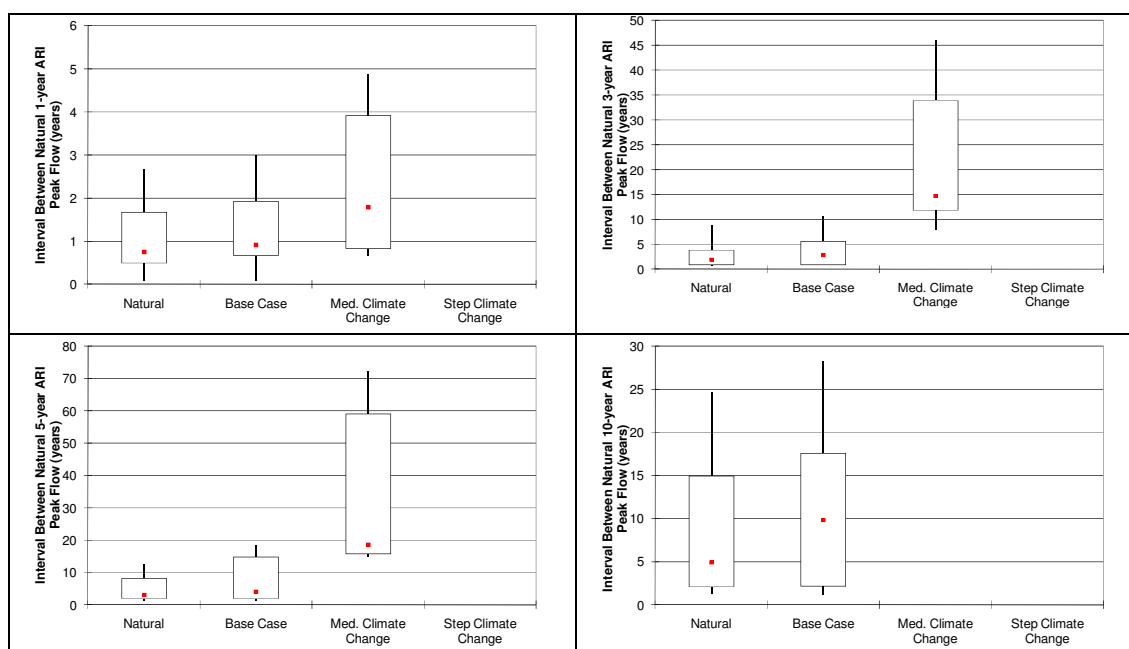 Interval Between Natural 1-year ARI
Peak Flow (years)
6
5
4
3
2
1
0
Natural
Base Case
Med. Climate
Change
Step Climate
Change
Interval Between Natural 3-year ARI
Peak Flow (years)
50
45
40
35
30
25
20
15
10
5
0
Natural
Base Case
Med. Climate
Change
Step Climate
Change
Interval Between Natural 5-year ARI
Peak Flow (years)
80
70
60
50
40
30
20
10
0
Natural
Base Case
Med. Climate
Change
Step Climate
Change
Interval Between Natural 10-year ARI
Peak Flow (years)
30
25
20
15
10
5
0
Natural
Base Case
Med. Climate
Change
Step Climate
Change